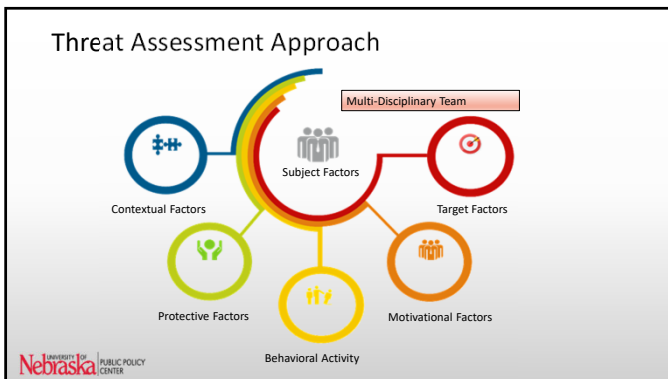 Threat Assessment Approach
Multi-Disciplinary Team
Subject Factors
Contextual Factors
Target Factors
Protective Factors
Motivational Factors
Behavioral Activity
UNIVERSITY OF
Nebraska
PUBLIC POLICY
CENTER